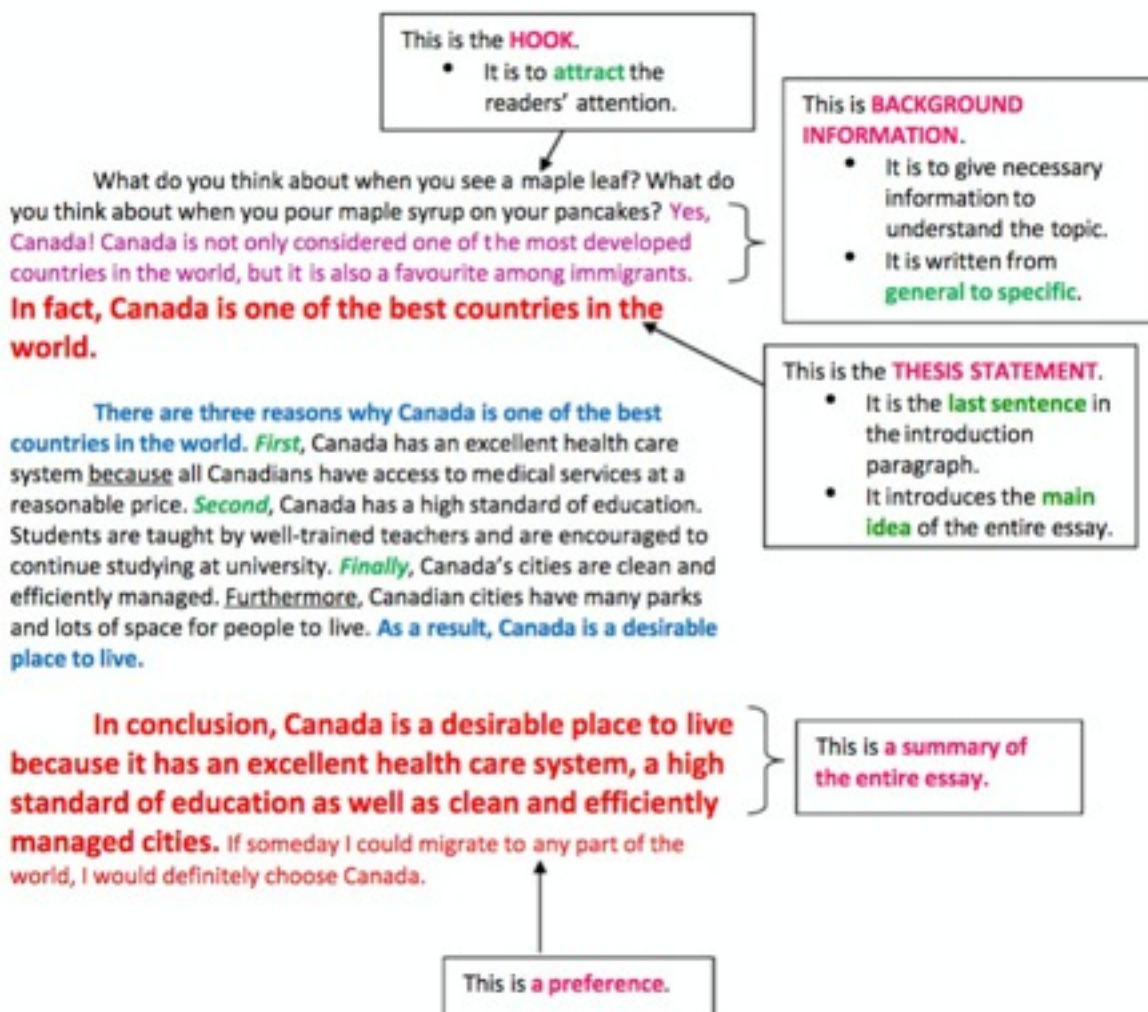 This is the HOOK.
• It is to attract the
readers' attention.
This is BACKGROUND
INFORMATION.
• It is to give necessary
information to
understand the topic.
• It is written from
general to specific.
What do you think about when you see a maple leaf? What do
you think about when you pour maple syrup on your pancakes? Yes,
Canada! Canada is not only considered one of the most developed
countries in the world, but it is also a favourite among immigrants.
In fact, Canada is one of the best countries in the
world.
This is the THESIS STATEMENT.
• It is the last sentence in
the introduction
paragraph.
• It introduces the main
idea of the entire essay.
There are three reasons why Canada is one of the best
countries in the world. First, Canada has an excellent health care
system because all Canadians have access to medical services at a
reasonable price. Second, Canada has a high standard of education.
Students are taught by well-trained teachers and are encouraged to
continue studying at university. Finally, Canada's cities are clean and
efficiently managed. Furthermore, Canadian cities have many parks
and lots of space for people to live. As a result, Canada is a desirable
place to live.
In conclusion, Canada is a desirable place to live
because it has an excellent health care system, a high
standard of education as well as clean and efficiently
managed cities. If someday I could migrate to any part of the
world, I would definitely choose Canada.
This is a summary of
the entire essay.
This is a preference.